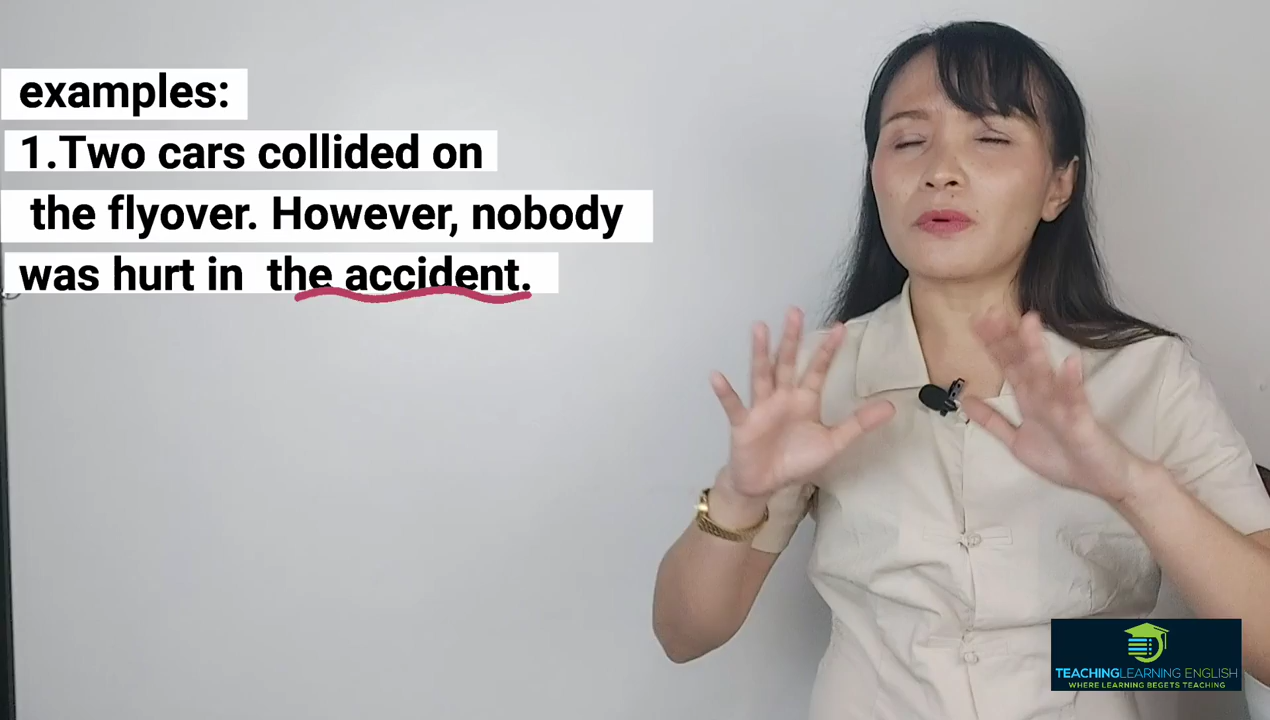 examples:
1.Two cars collided on
the flyover. However, nobody
was hurt in the accident.
TEACHINGLEARNING ENGLISH
WHERE LEARNING BEGETS TEACHING